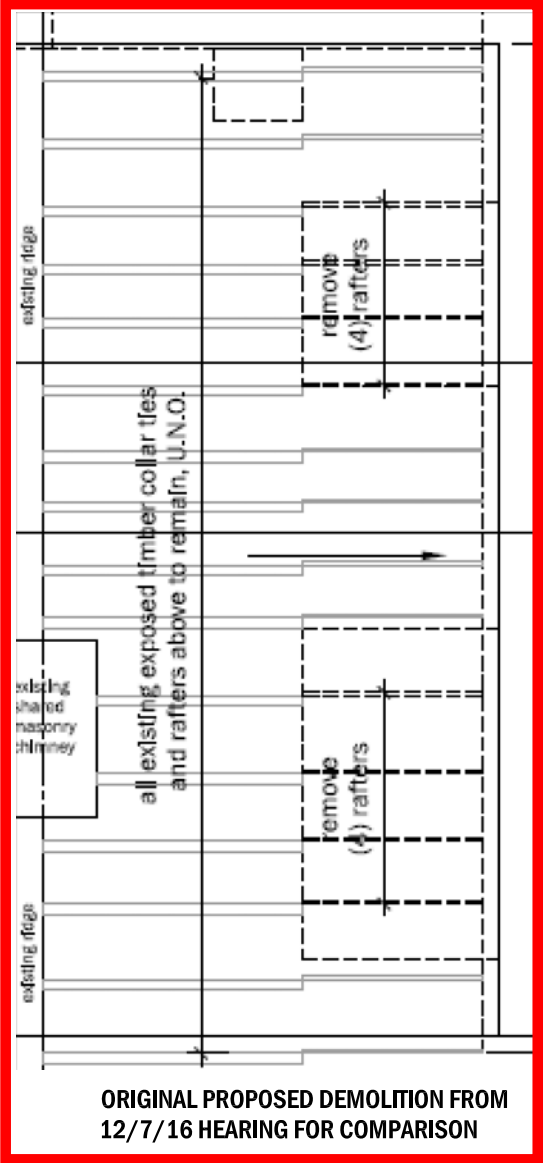 existing ridge
remove
(4) rafters
all existing exposed timber collar ties
and rafters above to remain, U.N.O.
existing
shared
masonry
chimney
remove
(4) rafters
existing ridge
ORIGINAL PROPOSED DEMOLITION FROM
12/7/16 HEARING FOR COMPARISON